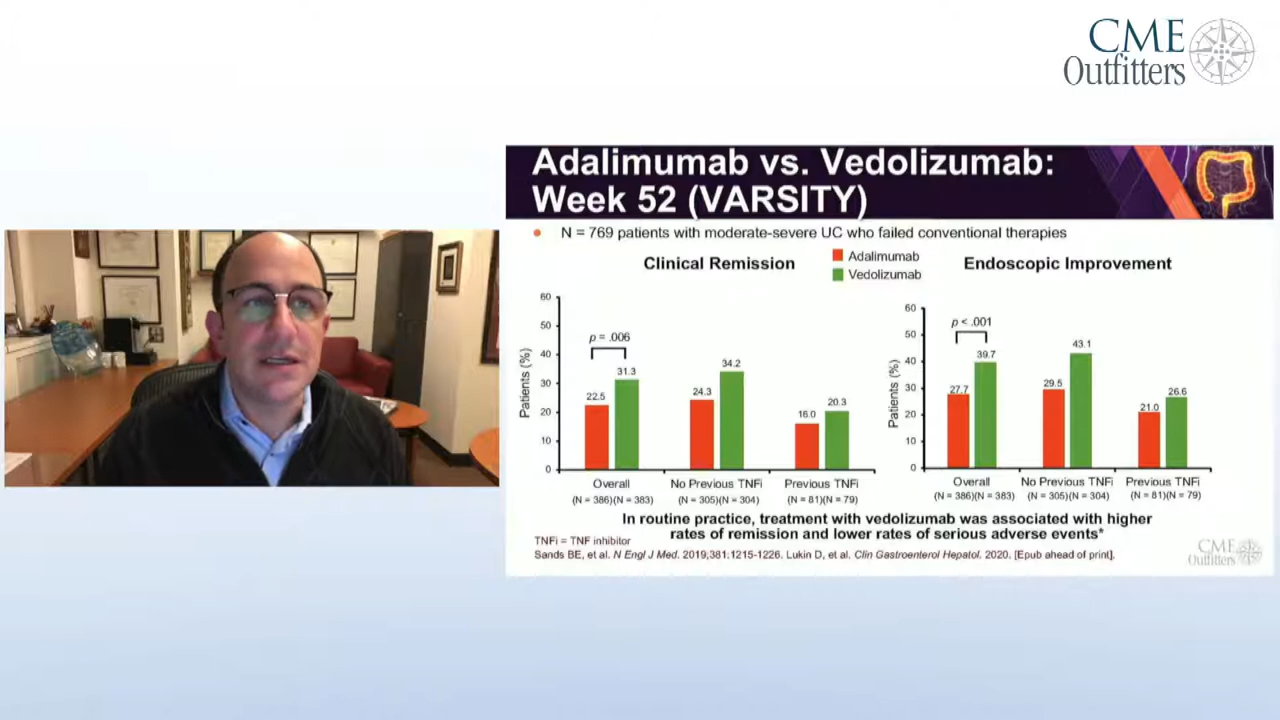 CME
Outfitters
Adalimumab vs. Vedolizumab:
Week 52 (VARSITY)
• N = 769 patients with moderate-severe UC who failed conventional therapies
Clinical Remission
Adalimumab
Vedolizumab
Endoscopic Improvement
Patients (%)
60
50
40
30
20
10
0
p = .006
22.5
31.3
24.3
34.2
16.0
20.3
Overall
No Previous TNFi
Previous TNFi
(N = 386)(N = 383)
(N = 305)(N = 304)
(N = 81)(N = 79)
Patients (%)
60
50
40
30
20
10
0
p < .001
27.7
39.7
29.5
43.1
21.0
26.6
Overall
No Previous TNFi
Previous TNFi
(N = 386)(N = 383)
(N = 305)(N = 304)
(N = 81)(N = 79)
In routine practice, treatment with vedolizumab was associated with higher
rates of remission and lower rates of serious adverse events*
TNFi = TNF inhibitor
Sands BE, et al. N Engl J Med. 2019;381:1215-1226. Lukin D, et al. Clin Gastroenterol Hepatol. 2020. [Epub ahead of print].
CME
Outfitters